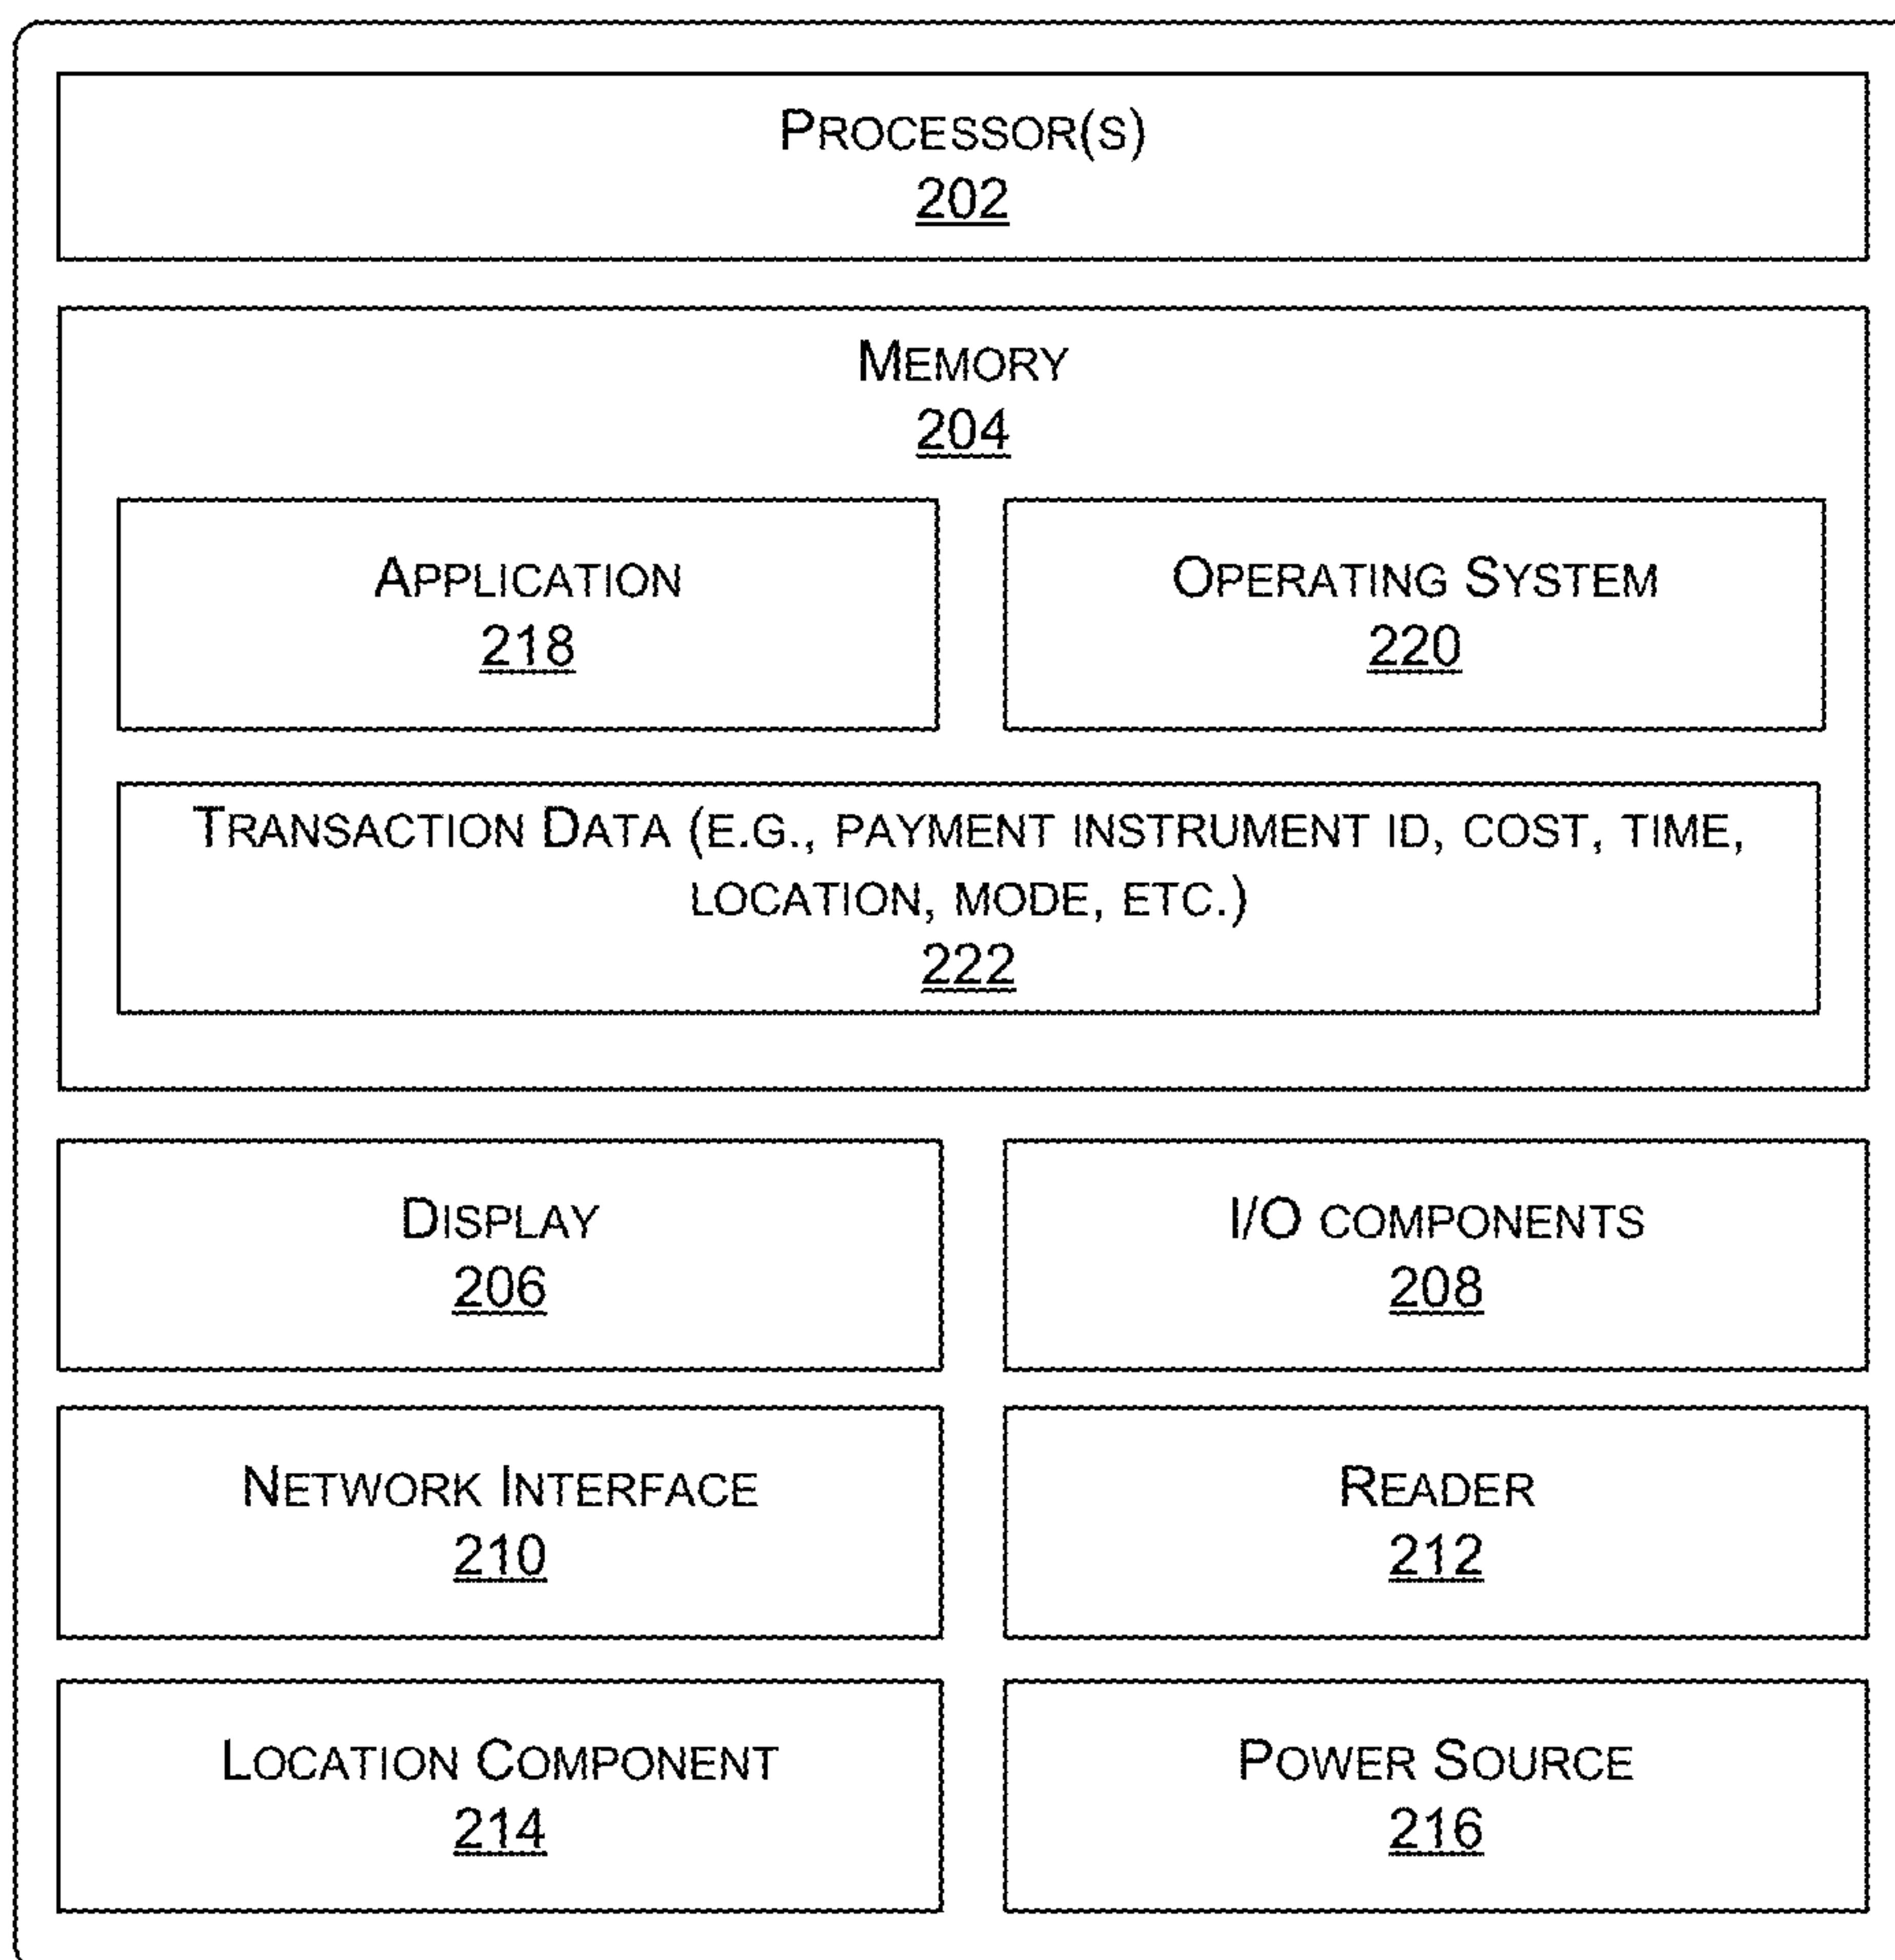 PROCESSOR(S)
202
MEMORY
204
APPLICATION
218
OPERATING SYSTEM
220
TRANSACTION DATA (E.G., PAYMENT INSTRUMENT ID, COST, TIME,
LOCATION, MODE, ETC.)
222
DISPLAY
206
I/O COMPONENTS
208
NETWORK INTERFACE
210
READER
212
LOCATION COMPONENT
214
POWER SOURCE
216